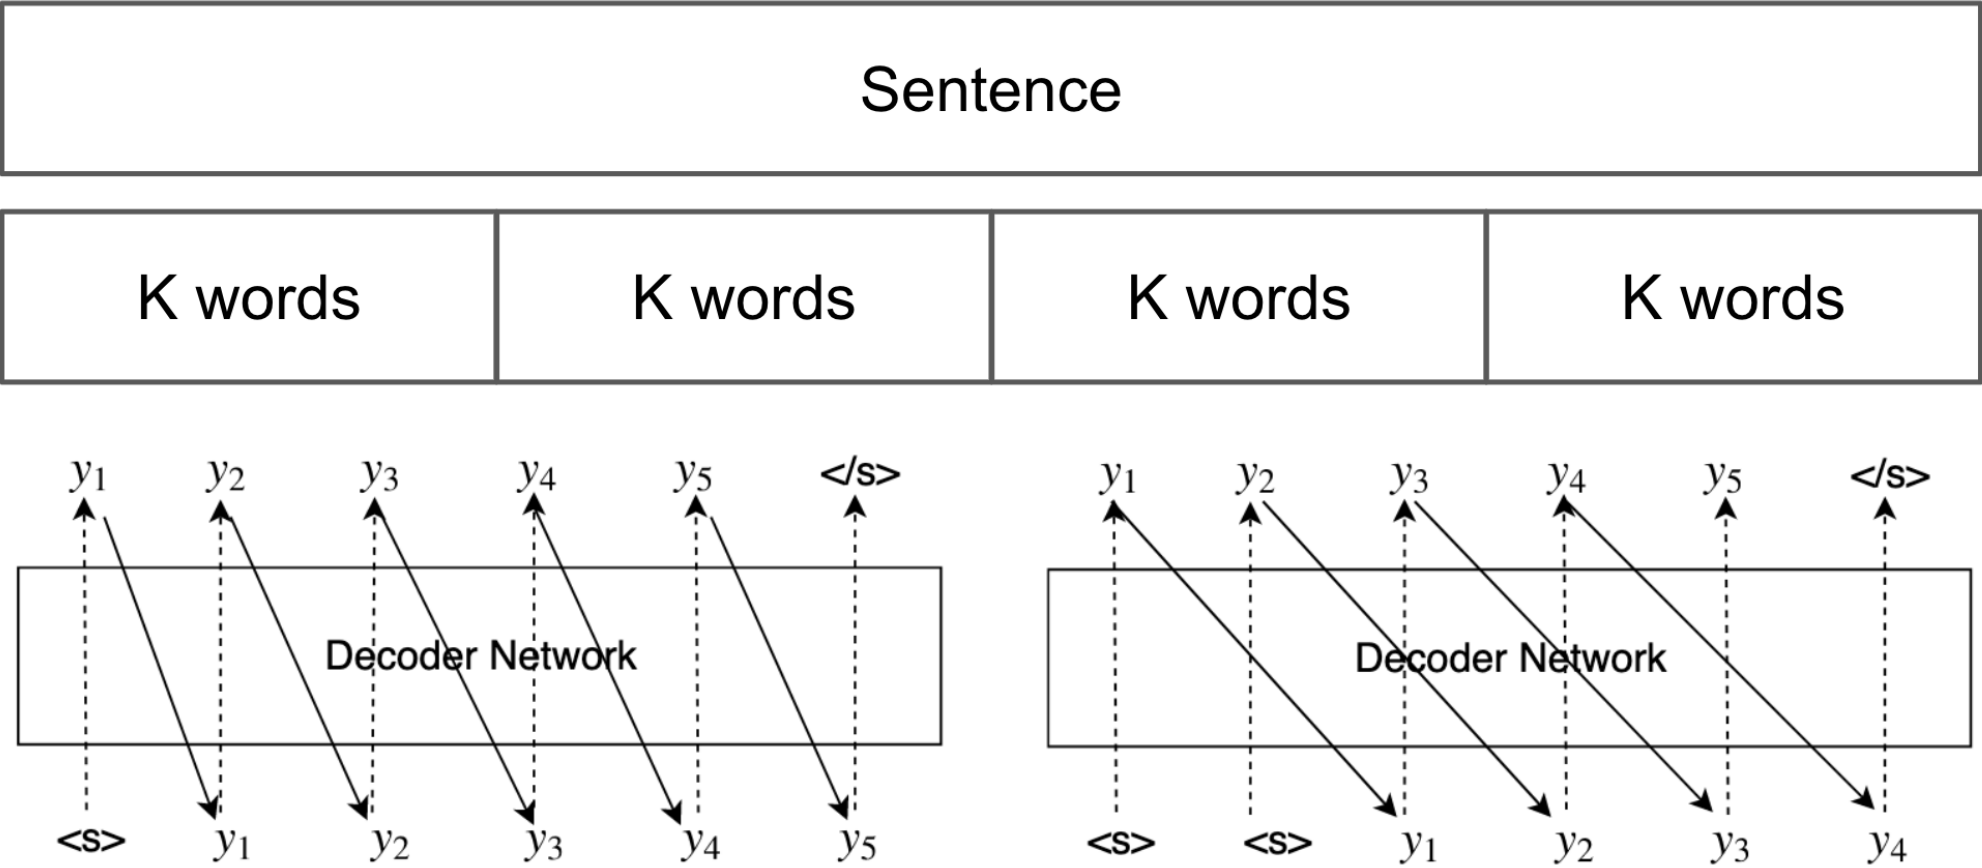 Sentence
K words K words K words K words
y1 y2 y3 y4 y5 </s> y1 y2 y3 y4 y5 </s>
Decoder Network Decoder Network
<s> y1 y2 y3 y4 y5 <s> <s> y1 y2 y3 y4